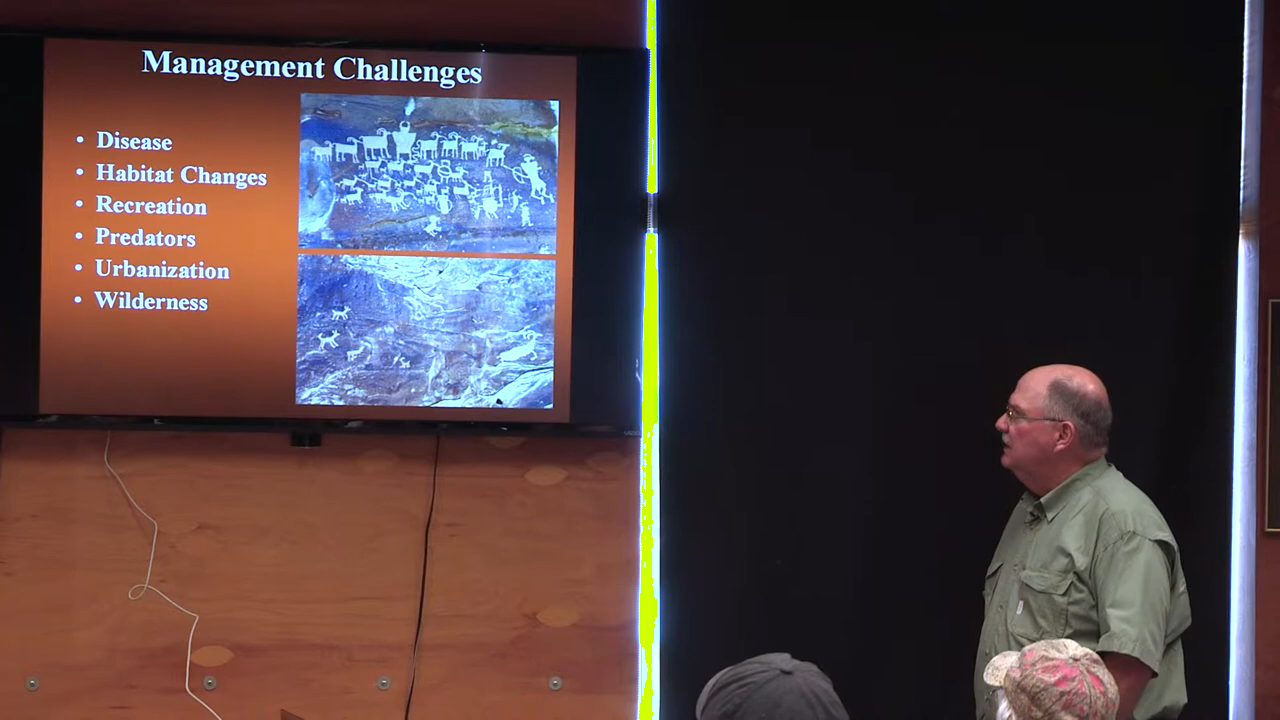 Management Challenges
• Disease
• Habitat Changes
• Recreation
• Predators
• Urbanization
• Wilderness